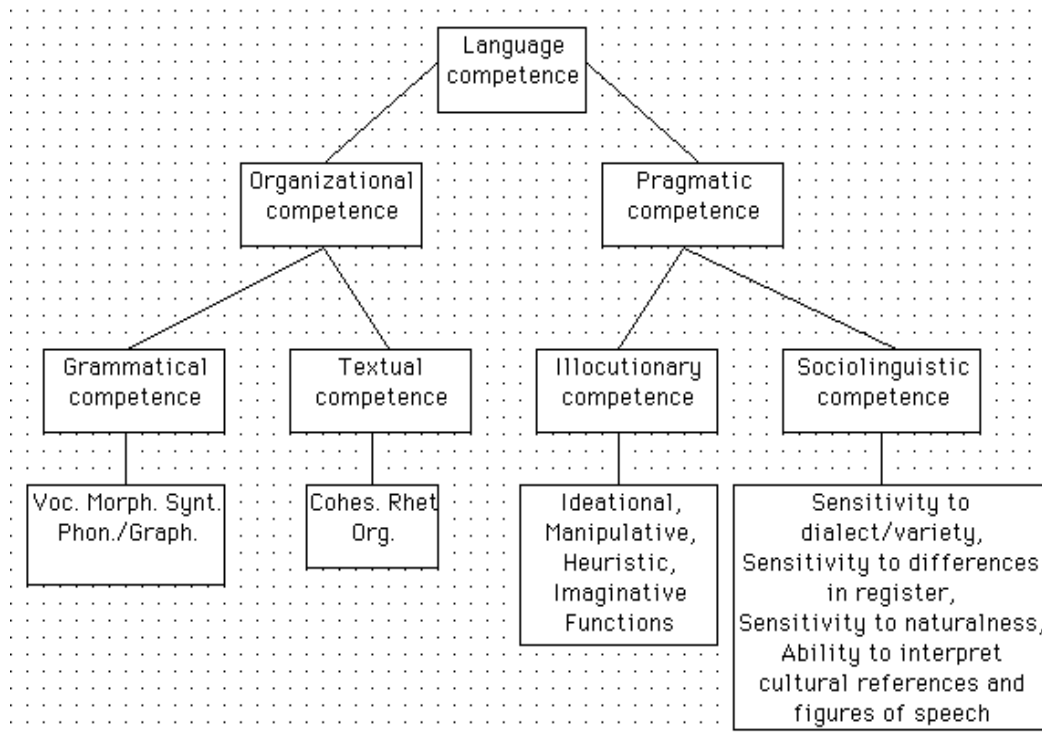 Language
competence
Organizational
competence
Pragmatic
competence
Grammatical
competence
Textual
competence
Illocutionary
competence
Sociolinguistic
competence
Voc. Morph. Synt.
Phon./Graph.
Cohes. Rhet
Org.
Ideational,
Manipulative,
Heuristic,
Imaginative
Functions
Sensitivity to
dialect/variety,
Sensitivity to differences
in register,
Sensitivity to naturalness,
Ability to interpret
cultural references and
figures of speech